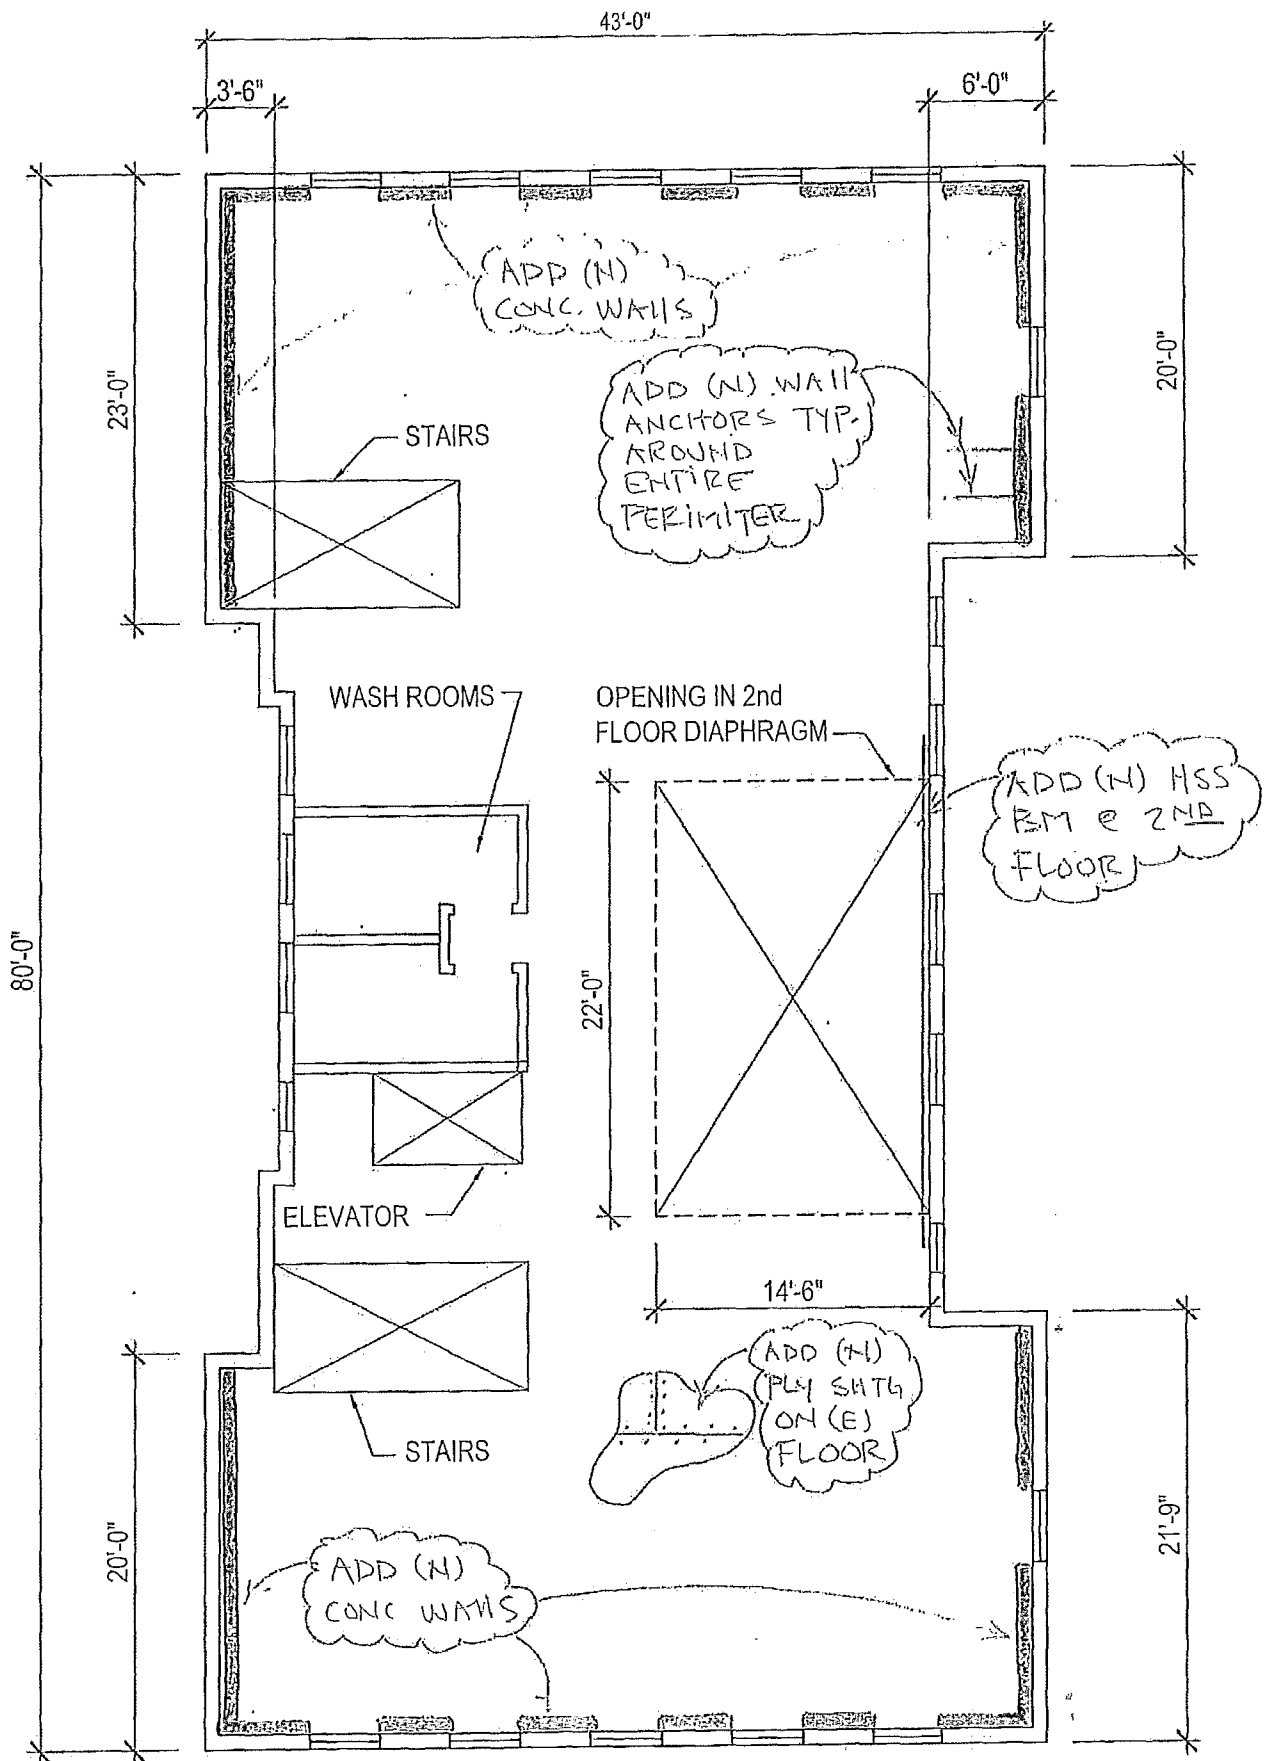 43'-0"
3'-6"
6'-0"
ADD (N)
CONC. WAllS
ADD (N). WAll
ANCHORS TYP.
AROUND
ENTIRE
PERIMITER
23'-0"
20'-0"
STAIRS
WASH ROOMS
OPENING IN 2nd
FLOOR DIAPHRAGM
ADD (N) HSS
BM @ 2ND
FLOOR
80'-0"
22'-0"
ELEVATOR
14'-6"
ADD (N)
PLY SHTG
ON (E)
FLOOR
STAIRS
20'-0"
21'-9"
ADD (N)
CONC WAllS